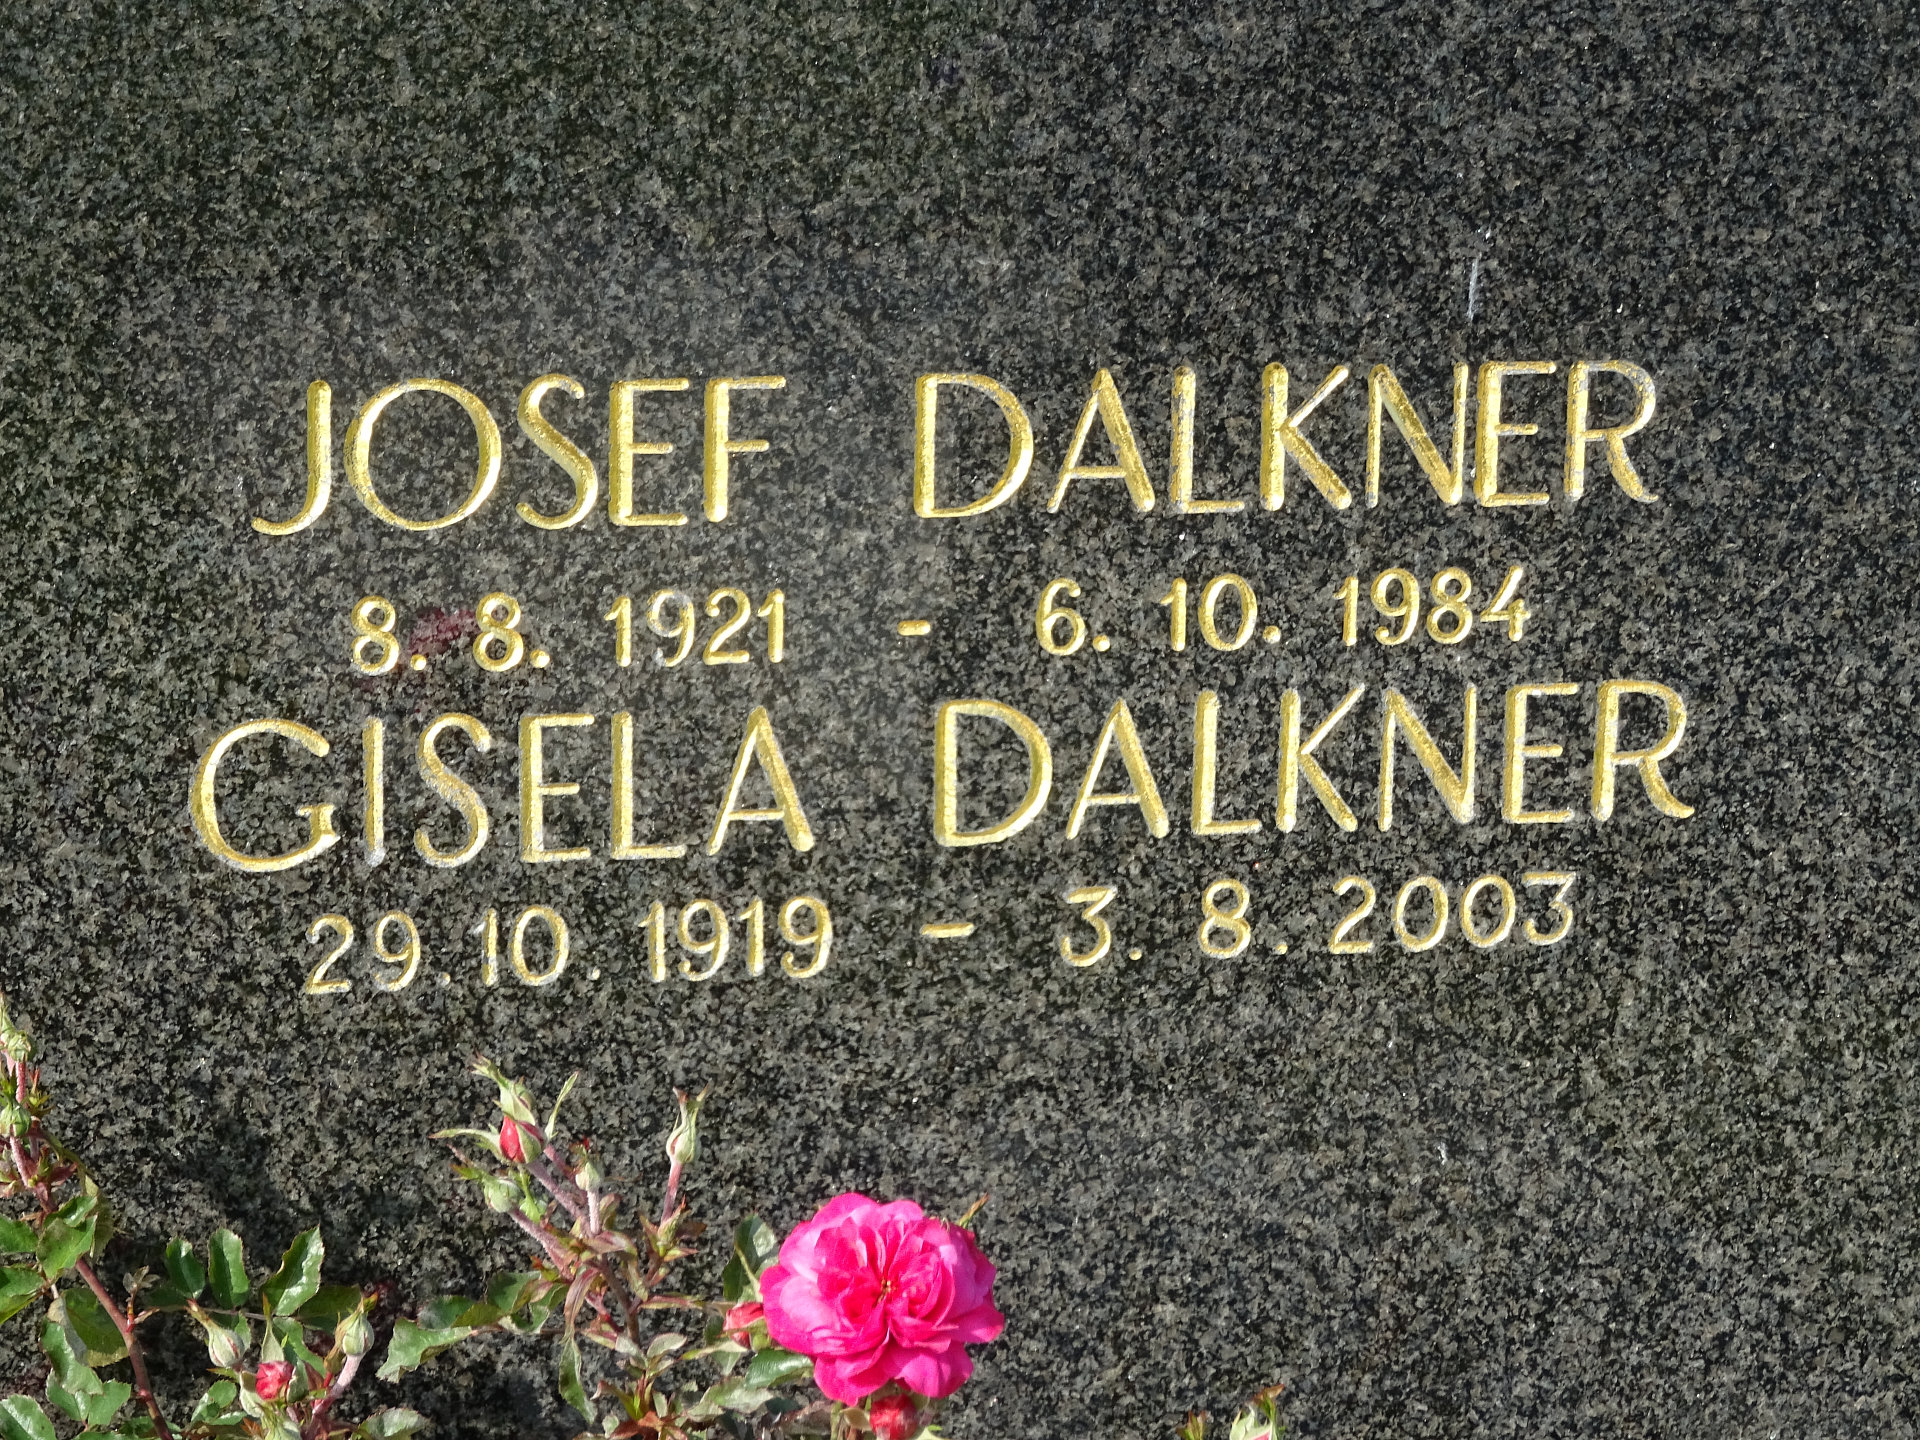 JOSEF DALKNER
8. 8. 1921 - 6. 10. 1984
GISELA DALKNER
29. 10. 1919 - 3. 8. 2003